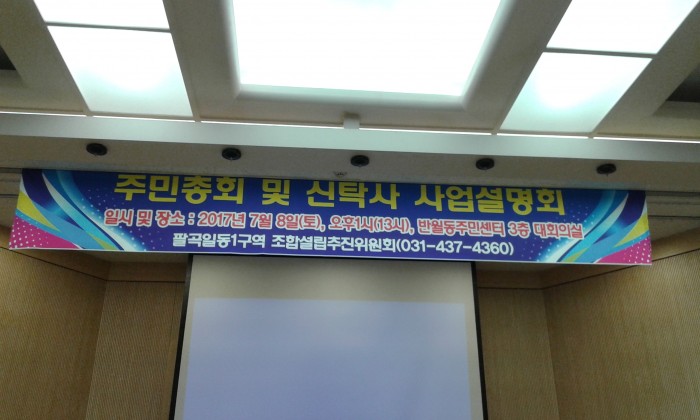 주민총회 및 신탁사 사업설명회
일시 및 장소 : 2017년 7월 8일(토), 오후1시(13시), 반월동주민센터 3층 대회의실
팔곡일동1구역 조합설립추진위원회(031-437-4360)